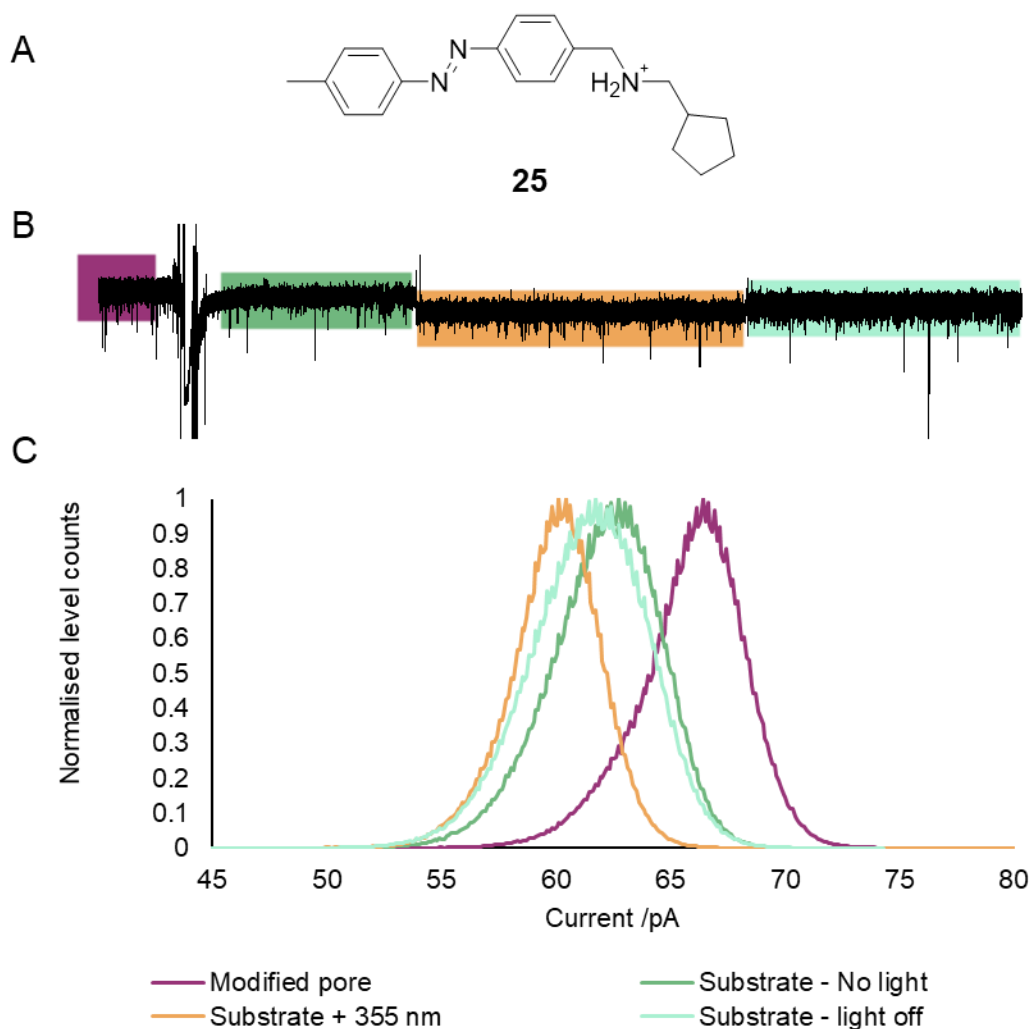 A
N
N
H2N+
25
B
C
Normalised level counts
1
0.9
0.8
0.7
0.6
0.5
0.4
0.3
0.2
0.1
0
45 50 55 60 65 70 75 80
Current /pA
Modified pore Substrate - No light
Substrate + 355 nm Substrate - light off